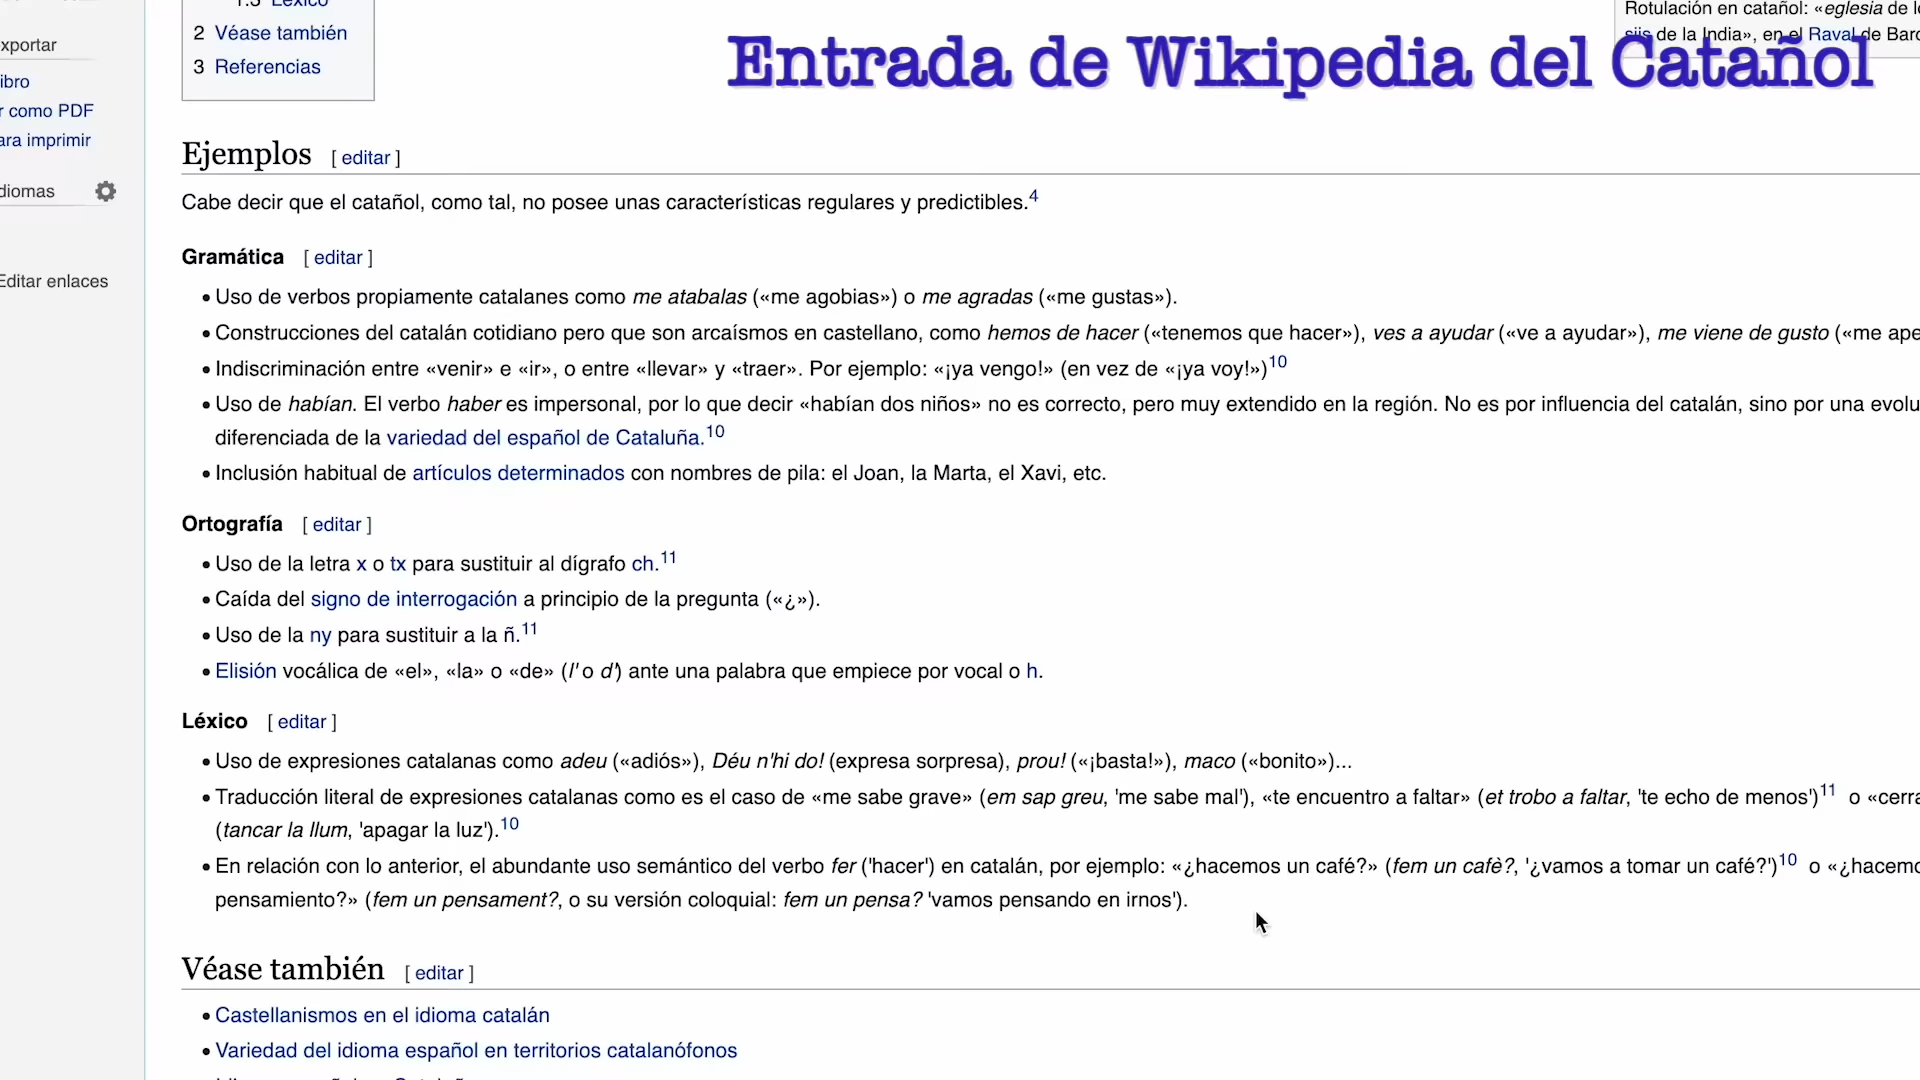 1.3 Léxico
2 Véase también
3 Referencias
Rotulación en catañol: «eglesia de
sijs de la India», en el Raval de Barc
Entrada de Wikipedia del Catañol
xportar
ibro
r como PDF
ara imprimir
diomas
Editar enlaces
Ejemplos [ editar ]
Cabe decir que el catañol, como tal, no posee unas características regulares y predictibles.4
Gramática [ editar ]
• Uso de verbos propiamente catalanes como me atabalas («me agobias») o me agradas («me gustas»).
• Construcciones del catalán cotidiano pero que son arcaísmos en castellano, como hemos de hacer («tenemos que hacer»), ves a ayudar («ve a ayudar»), me viene de gusto («me ape
• Indiscriminación entre «venir» e «ir», o entre «llevar» y «traer». Por ejemplo: «¡ya vengo!» (en vez de «¡ya voy!»)10
• Uso de habían. El verbo haber es impersonal, por lo que decir «habían dos niños» no es correcto, pero muy extendido en la región. No es por influencia del catalán, sino por una evolu
diferenciada de la variedad del español de Cataluña.10
• Inclusión habitual de artículos determinados con nombres de pila: el Joan, la Marta, el Xavi, etc.
Ortografía [ editar ]
• Uso de la letra x o tx para sustituir al dígrafo ch.11
• Caída del signo de interrogación a principio de la pregunta («¿»).
• Uso de la ny para sustituir a la ñ.11
• Elisión vocálica de «el», «la» o «de» (l' o d') ante una palabra que empiece por vocal o h.
Léxico [ editar ]
• Uso de expresiones catalanas como adeu («adiós»), Déu n'hi do! (expresa sorpresa), prou! («¡basta!»), maco («bonito»)...
• Traducción literal de expresiones catalanas como es el caso de «me sabe grave» (em sap greu, 'me sabe mal'), «te encuentro a faltar» (et trobo a faltar, 'te echo de menos')11 o «cerra
(tancar la llum, 'apagar la luz').10
• En relación con lo anterior, el abundante uso semántico del verbo fer ('hacer') en catalán, por ejemplo: «¿hacemos un café?» (fem un cafè?, '¿vamos a tomar un café?')10 o «¿hacemo
pensamiento?» (fem un pensament?, o su versión coloquial: fem un pensa? 'vamos pensando en irnos').
Véase también [ editar ]
• Castellanismos en el idioma catalán
• Variedad del idioma español en territorios catalanófonos